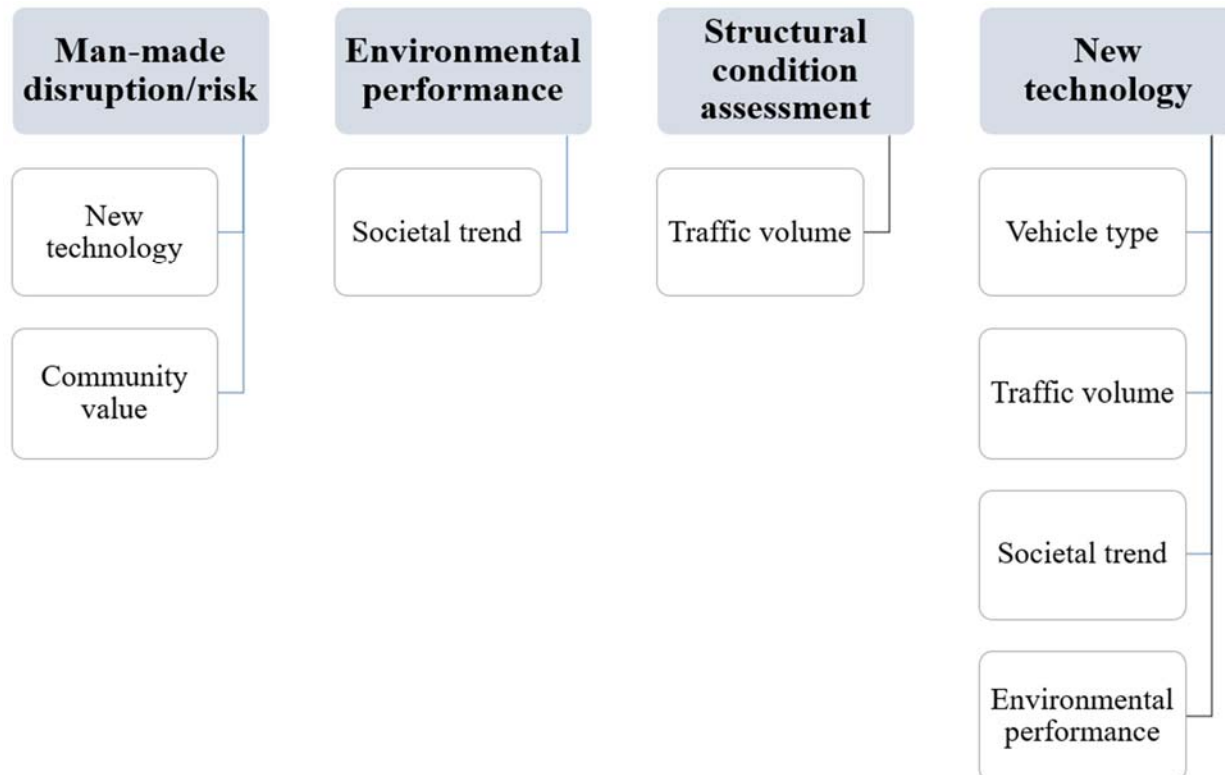 Man-made
disruption/risk
New
technology
Community
value
Environmental
performance
Societal trend
Structural
condition
assessment
Traffic volume
New
technology
Vehicle type
Traffic volume
Societal trend
Environmental
performance